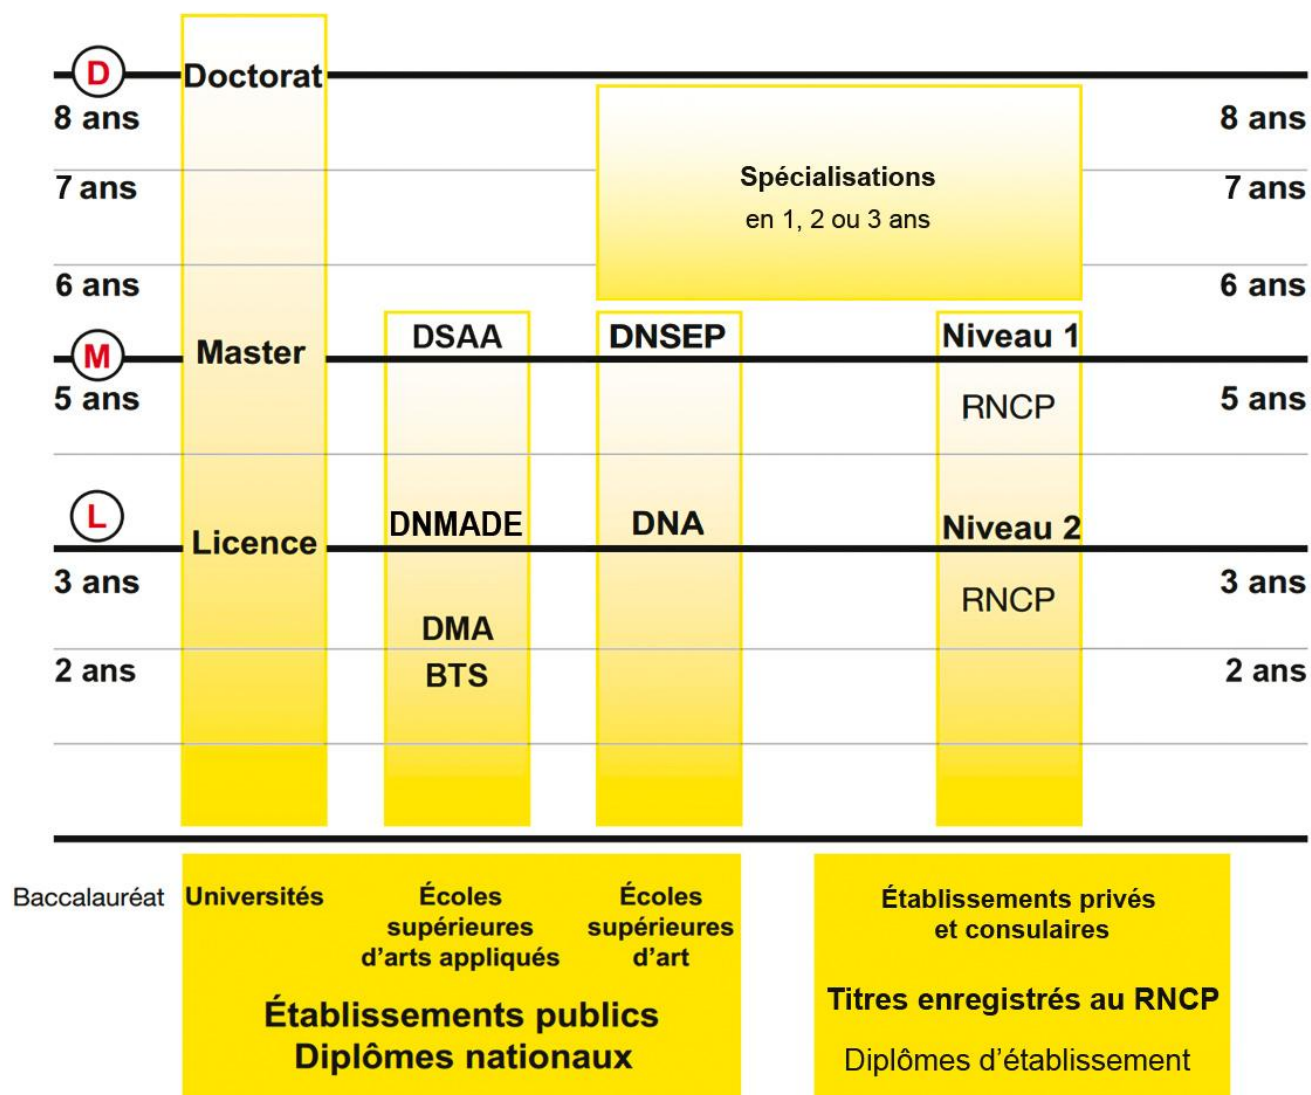 D
Doctorat
8 ans
8 ans
Spécialisations
en 1, 2 ou 3 ans
7 ans
7 ans
6 ans
6 ans
DSAA
DNSEP
Niveau 1
M
Master
5 ans
RNCP
5 ans
L
DNMADE
DNA
Niveau 2
Licence
3 ans
RNCP
3 ans
DMA
2 ans
BTS
2 ans
Baccalauréat
Universités
Écoles
supérieures
d’arts appliqués
Écoles
supérieures
d’art
Établissements publics
Diplômes nationaux
Établissements privés
et consulaires
Titres enregistrés au RNCP
Diplômes d’établissement